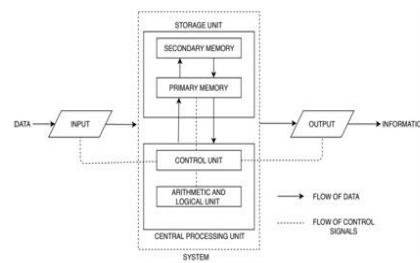 STORAGE UNIT
SECONDARY MEMORY
PRIMARY MEMORY
DATA
INPUT
OUTPUT
INFORMATION
CONTROL UNIT
ARITHMETIC AND
LOGICAL UNIT
CENTRAL PROCESSING UNIT
SYSTEM
FLOW OF DATA
FLOW OF CONTROL
SIGNALS